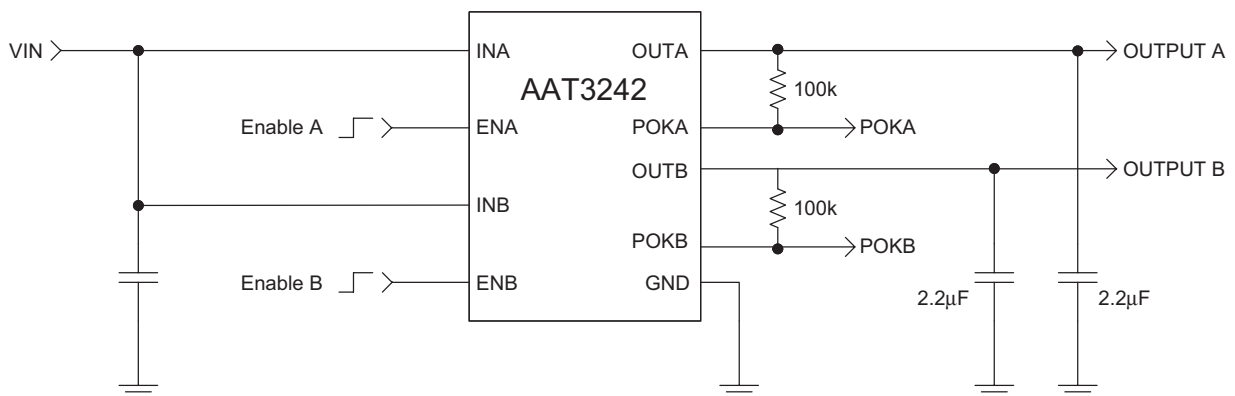 VIN
INA
OUTA
OUTPUT A
AAT3242
100k
Enable A
ENA
POKA
POKA
OUTB
OUTPUT B
INB
100k
POKB
POKB
Enable B
ENB
GND
2.2μF
2.2μF